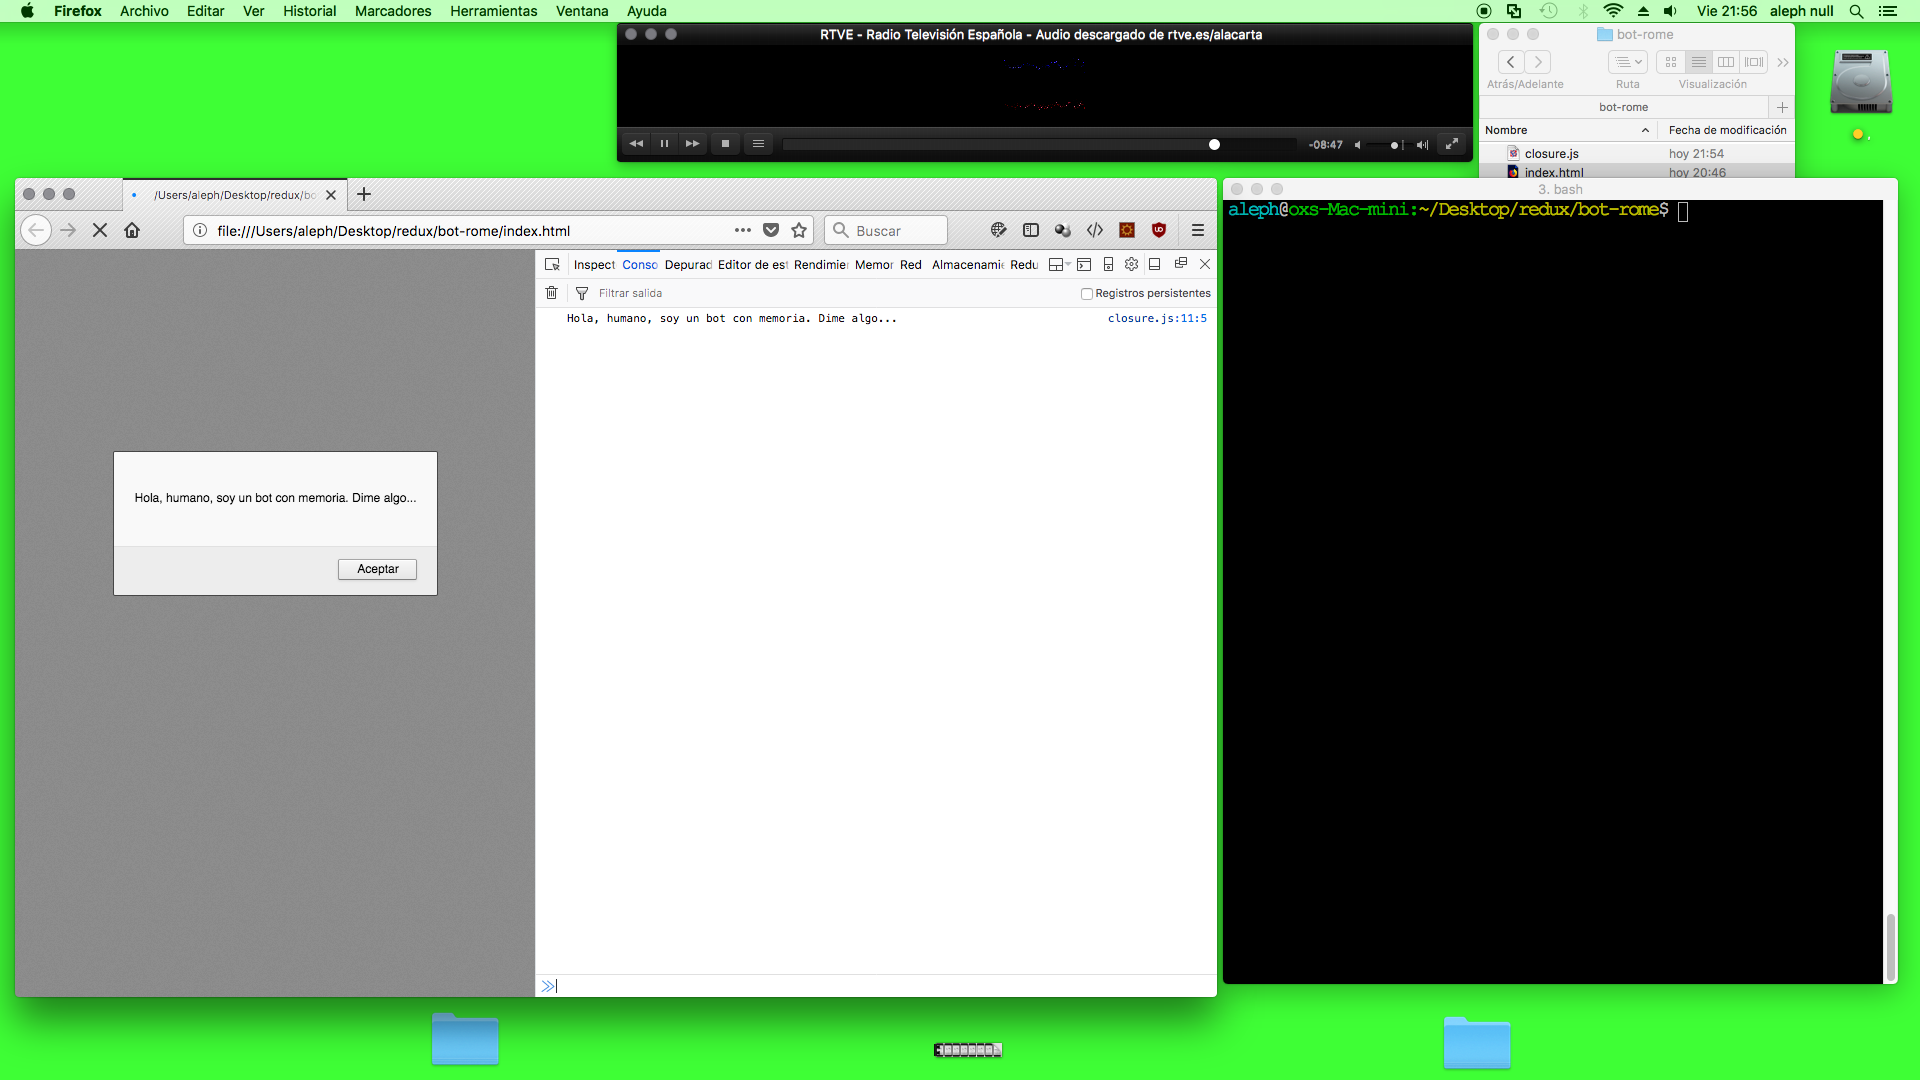 Firefox Archivo Editar Ver Historial Marcadores Herramientas Ventana Ayuda
Vie 21:56 aleph null
RTVE - Radio Televisión Española - Audio descargado de rtve.es/alacarta
-08:47
bot-rome
Atrás/Adelante Ruta Visualización
bot-rome
Nombre Fecha de modificación
closure.js hoy 21:54
index.html hoy 20:46
/Users/aleph/Desktop/redux/bo
file:///Users/aleph/Desktop/redux/bot-rome/index.html
Buscar
Inspect Conso Depurad Editor de est Rendimie Memor Red Almacenami Redu
Filtrar salida
Registros persistentes
Hola, humano, soy un bot con memoria. Dime algo... closure.js:11:5
Hola, humano, soy un bot con memoria. Dime algo...
Aceptar
3. bash
aleph@oxs-Mac-mini:~/Desktop/redux/bot-rome$